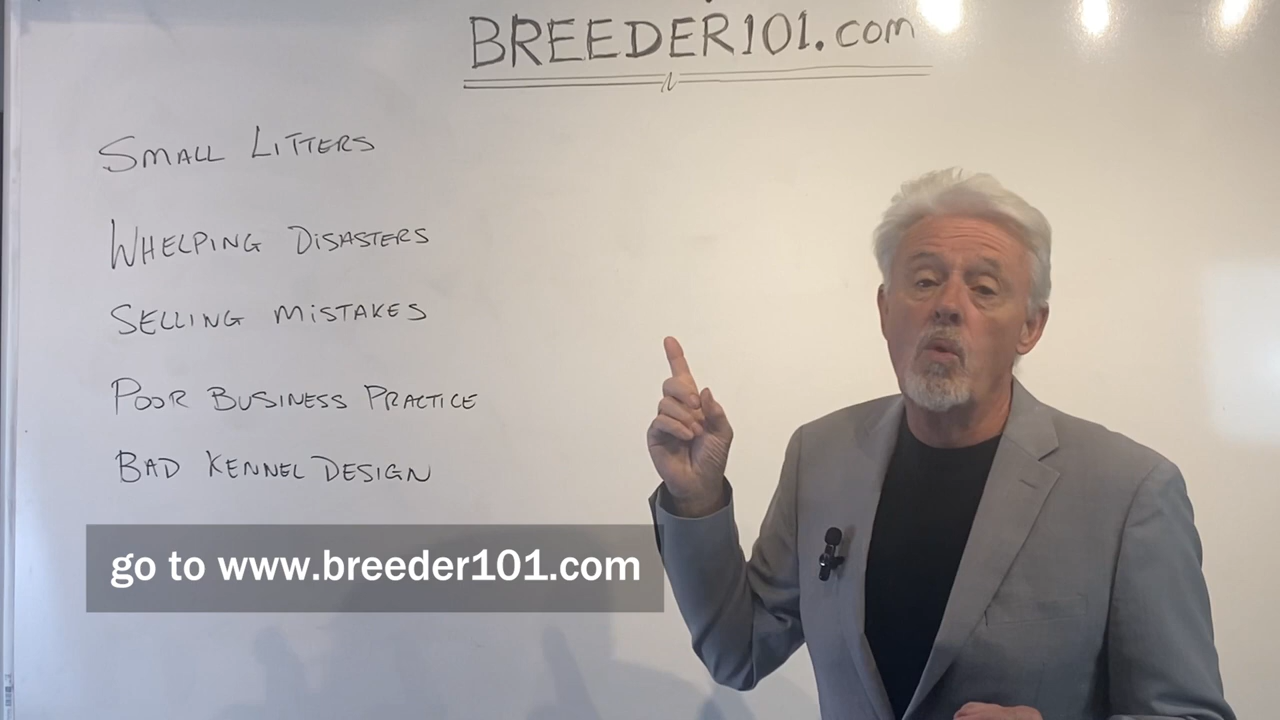 BREEDER101.com
SMALL LITTERS
WHELPING DISASTERS
SELLING MISTAKES
POOR BUSINESS PRACTICE
BAD KENNEL DESIGN
go to www.breeder101.com